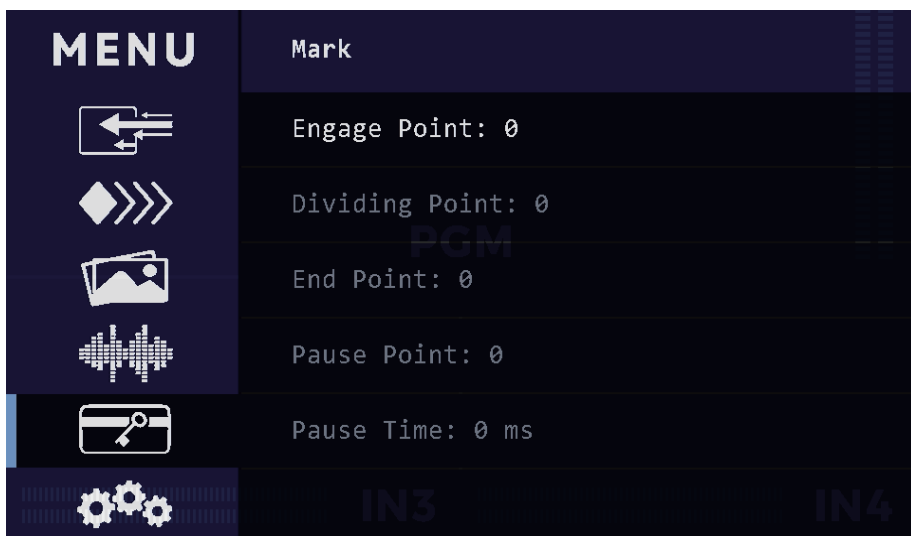 MENU
Mark
Engage Point: 0
Dividing Point: 0
PGM
End Point: 0
Pause Point: 0
Pause Time: 0 ms
IN3
IN4